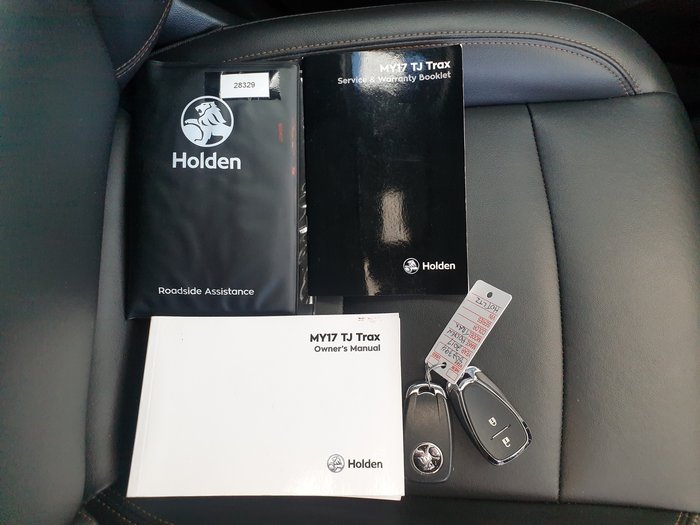 28329
Holden
Roadside Assistance
MY17 TJ Trax
Service & Warranty Booklet
Holden
MY17 TJ Trax
Owner's Manual
Holden